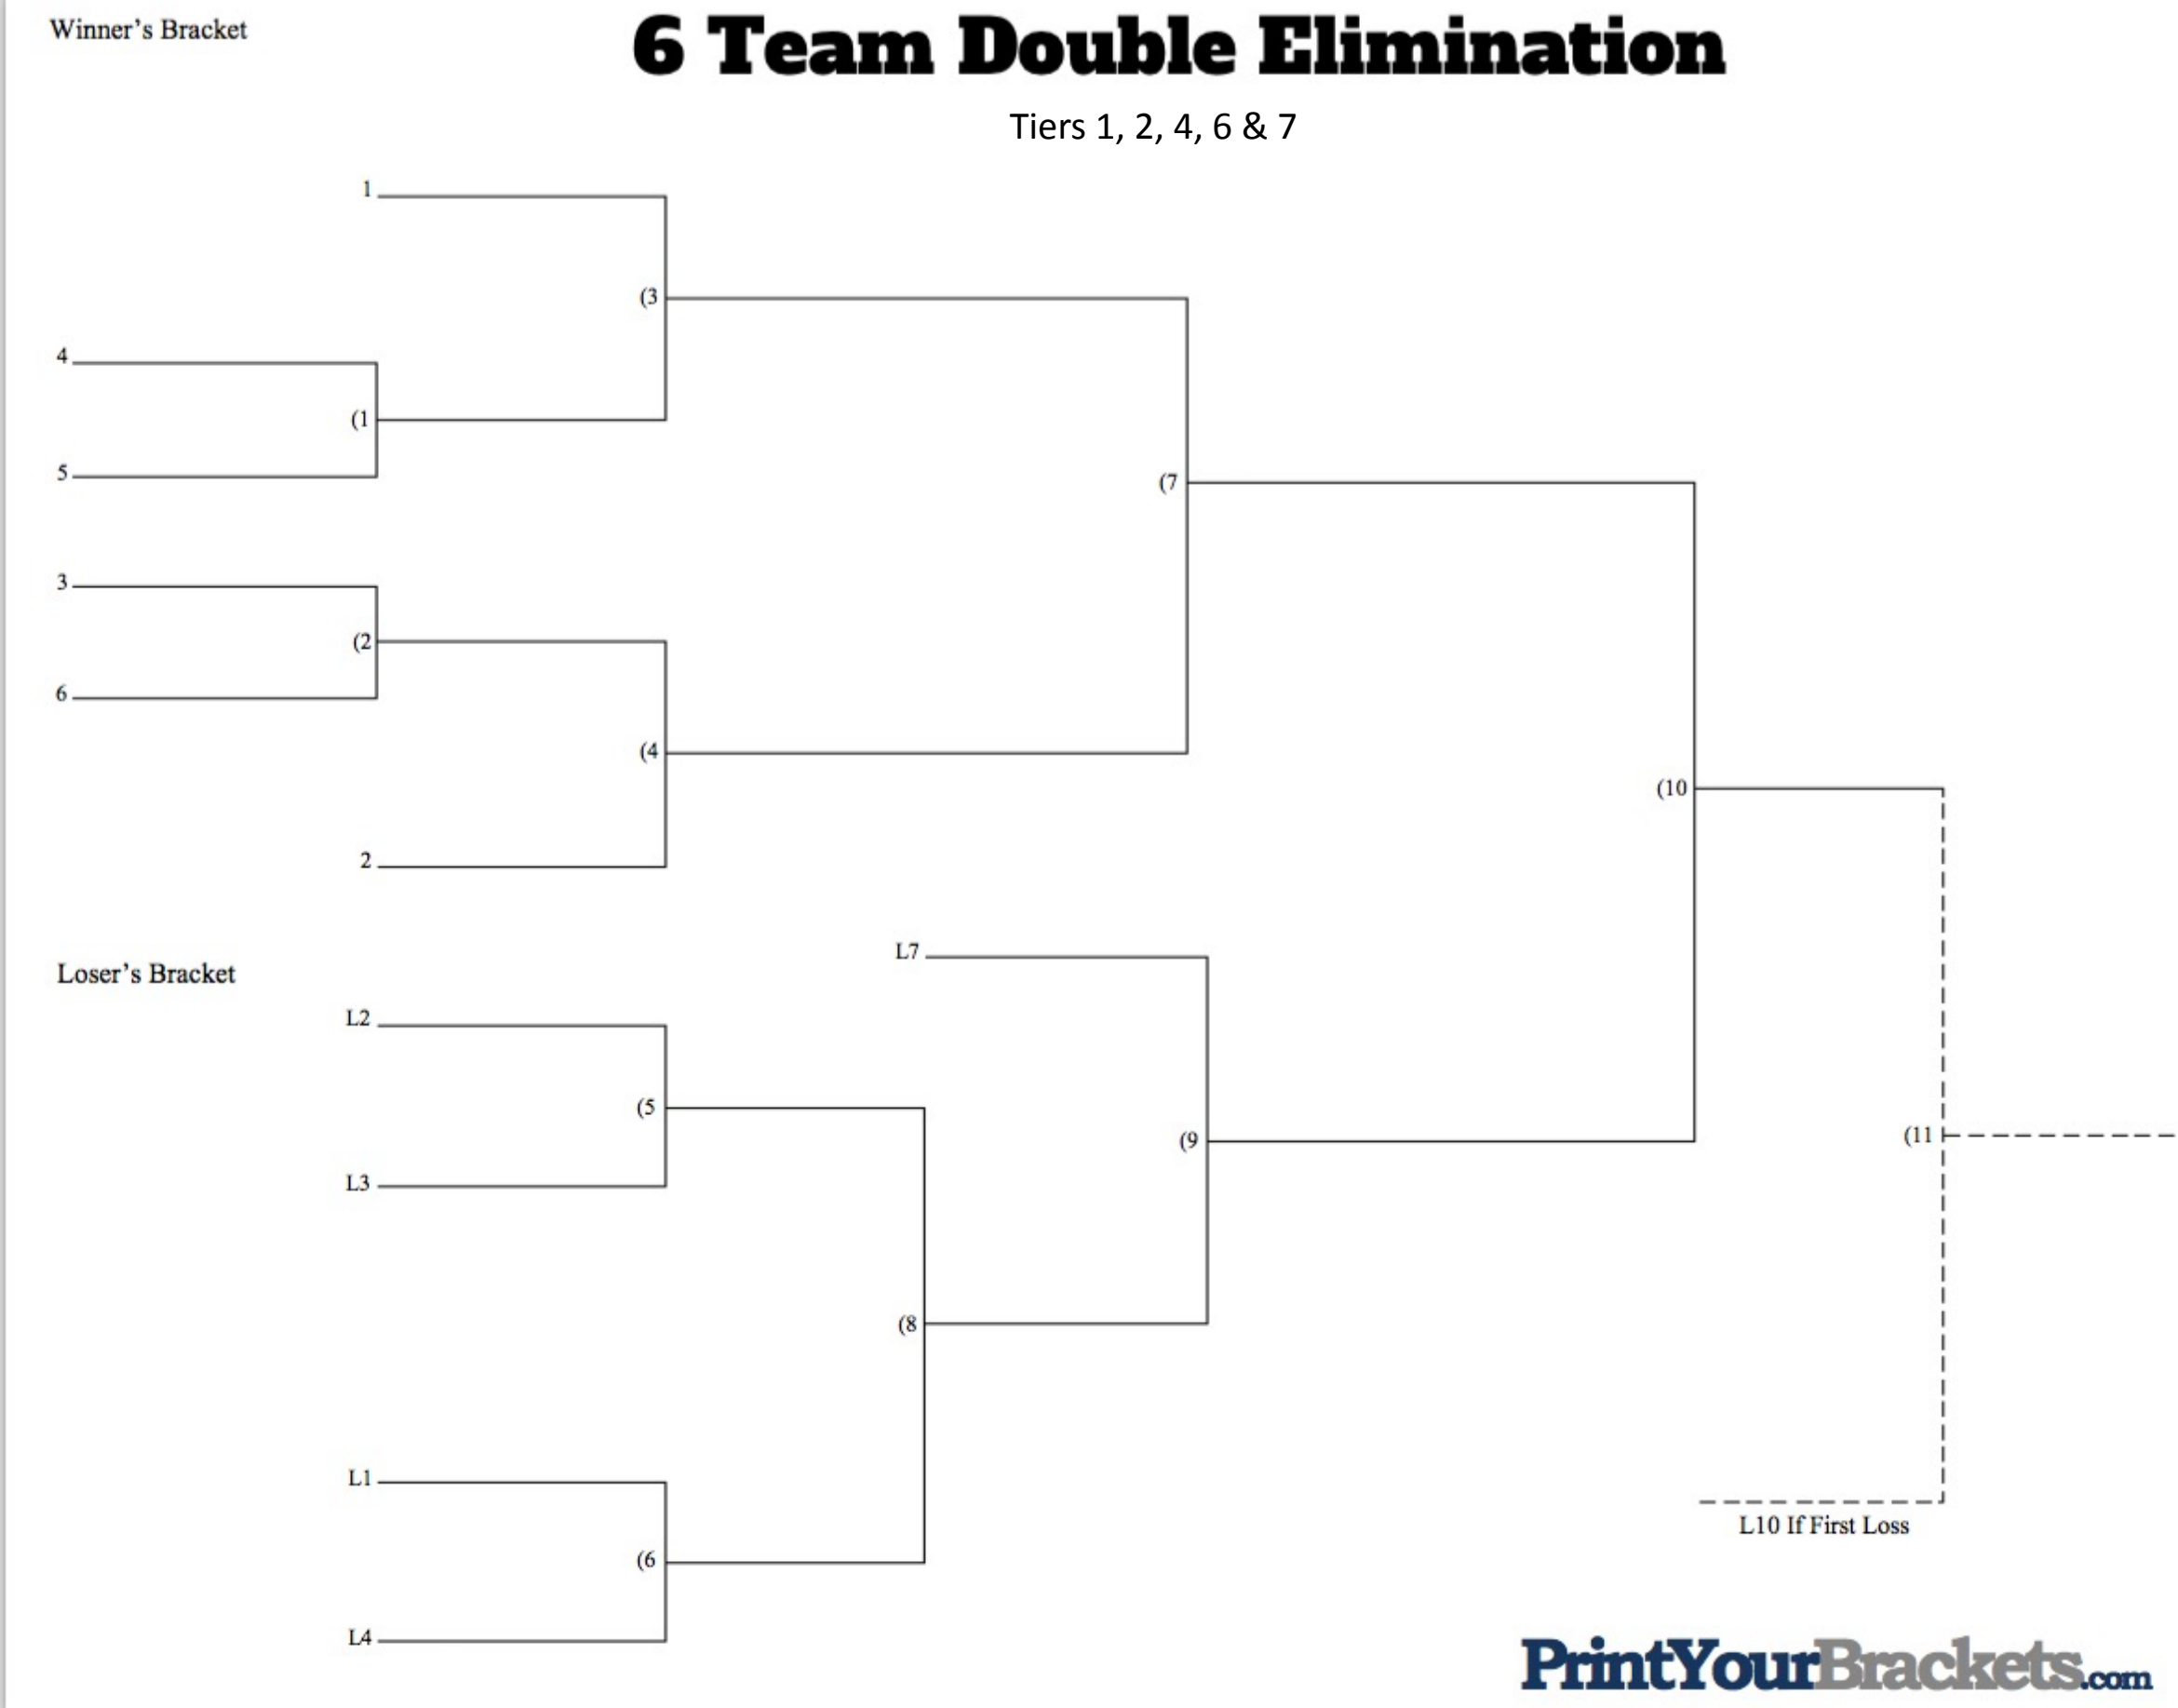 Winner's Bracket
6 Team Double Elimination
Tiers 1, 2, 4, 6 & 7
1
(3
4
(1
5
(7
3
(2
6
(4
(10
2
L7
Loser's Bracket
L2
(5
(11
(9
L3
(8
L1
L10 If First Loss
(6
L4
PrintYourBrackets.com